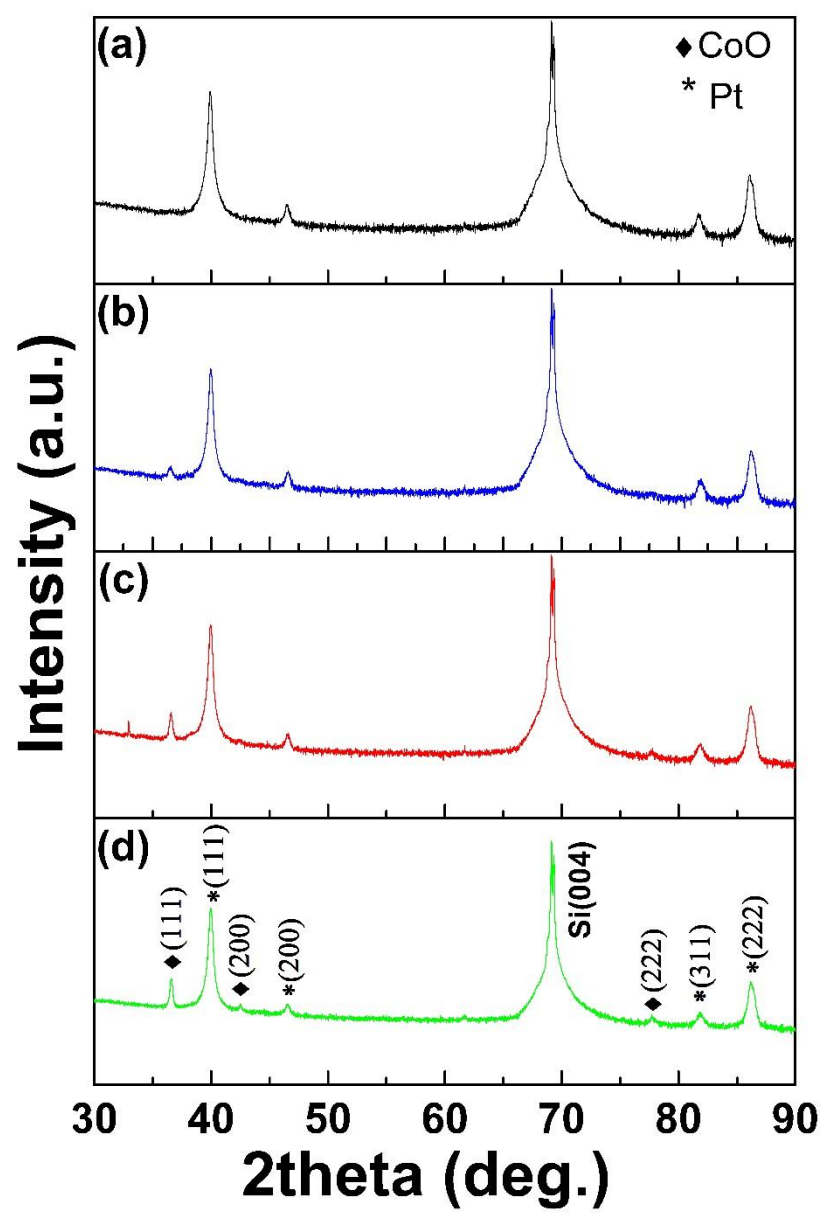 (a)
◆CoO
* Pt
(b)
(c)
(d)
◆(111)
*(111)
◆(200)
*(200)
Si(004)
◆(222)
*(311)
*(222)
Intensity (a.u.)
30 40 50 60 70 80 90
2theta (deg.)